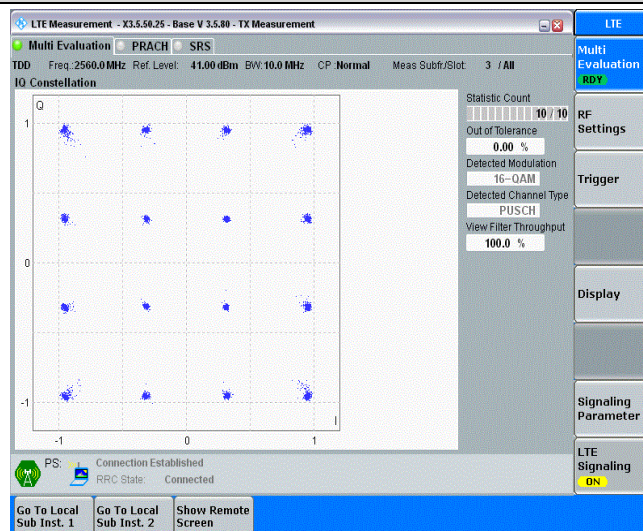 LTE Measurement - X3.5.50.25 - Base V 3.5.80 - TX Measurement
LTE
Multi Evaluation PRACH SRS
Multi
Evaluation
RDY
TDD Freq.:2560.0 MHz Ref. Level: 41.00 dBm BW:10.0 MHz CP :Normal Meas Subfr/Slot: 3 / All
IQ Constellation
Q
1
0
-1
-1 0 1
I
Statistic Count
10 / 10
Out of Tolerance
0.00 %
Detected Modulation
16-QAM
Detected Channel Type
PUSCH
View Filter Throughput
100.0 %
RF
Settings
Trigger
Display
Signaling
Parameter
LTE
Signaling
ON
PS: Connection Established
RRC State: Connected
Go To Local
Sub Inst. 1
Go To Local
Sub Inst. 2
Show Remote
Screen